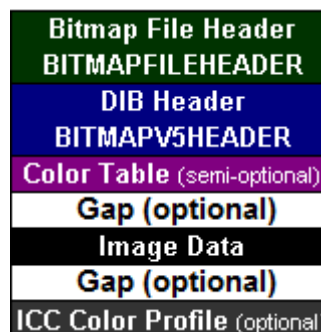 Bitmap File Header
BITMAPFILEHEADER
DIB Header
BITMAPV5HEADER
Color Table (semi-optional)
Gap (optional)
Image Data
Gap (optional)
ICC Color Profile (optional)